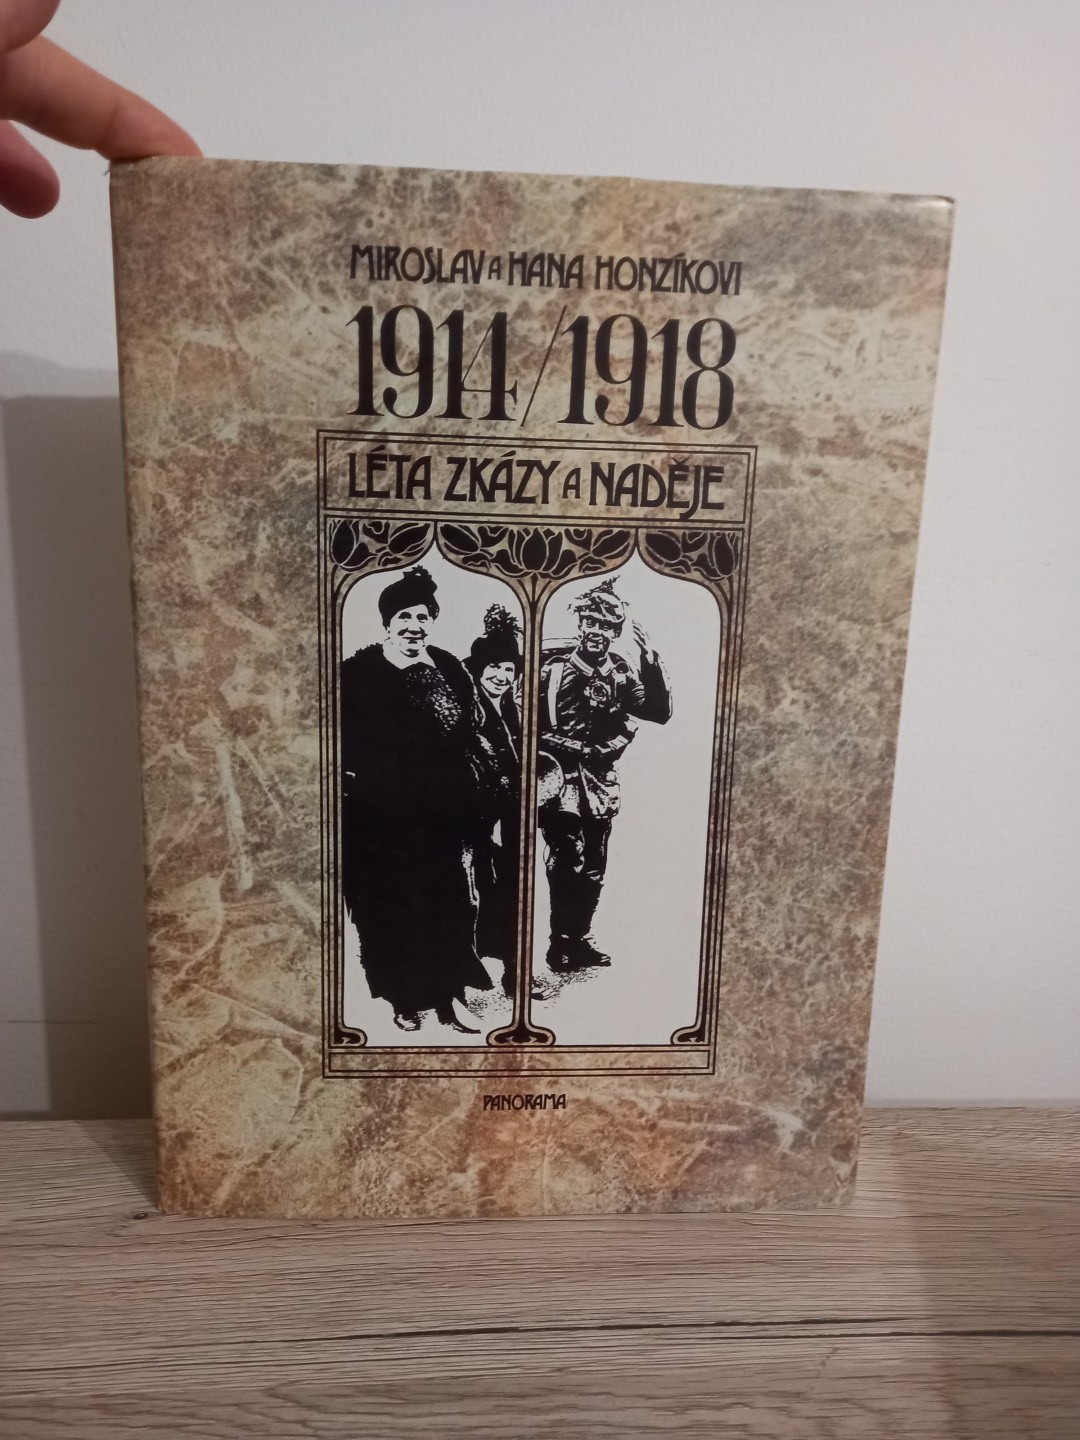 MIROSLAV A HANA HONZÍKOVI
1914/1918
LÉTA ZKÁZY A NADĚJE
PANORAMA